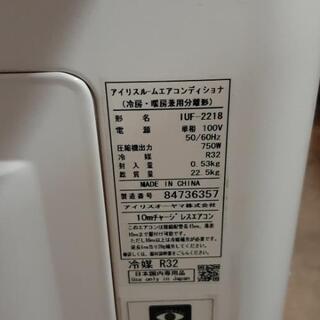 アイリスルームエアコンディショナ
(冷房・暖房兼用分離形)
形名 IUF-2218
電源 単相 100V
50/60Hz
圧縮機出力 750W
冷媒 R32
封入量 0.53kg
総質量 22.5kg
MADE IN CHINA
製造番号 84736357
アイリスオーヤマ株式会社
10mチャージレスエアコン
冷媒 R32
日本国内専用品
Use only in Japan